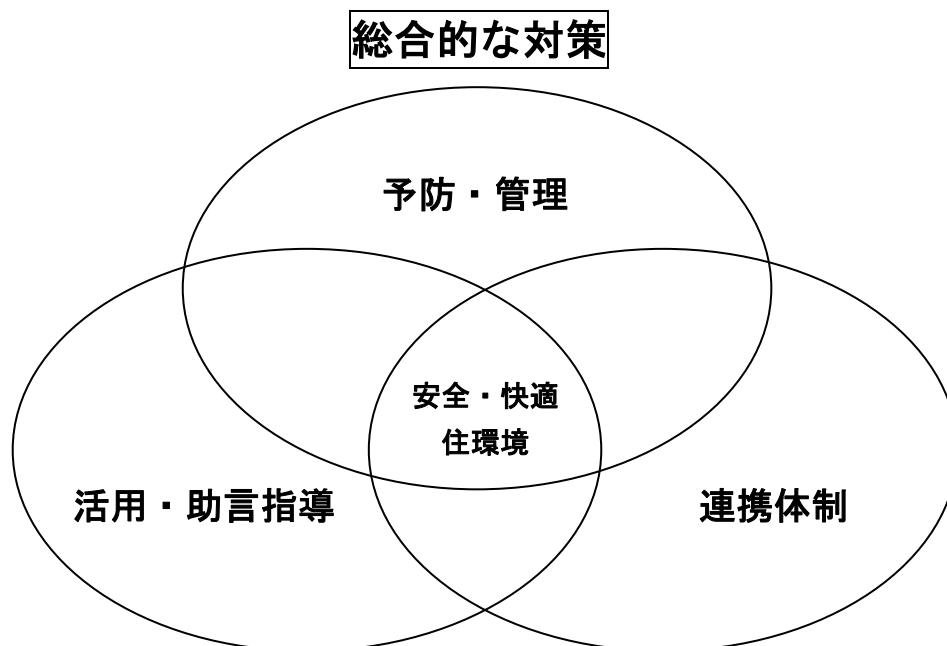 総合的な対策
予防・管理
安全・快適
住環境
活用・助言指導
連携体制